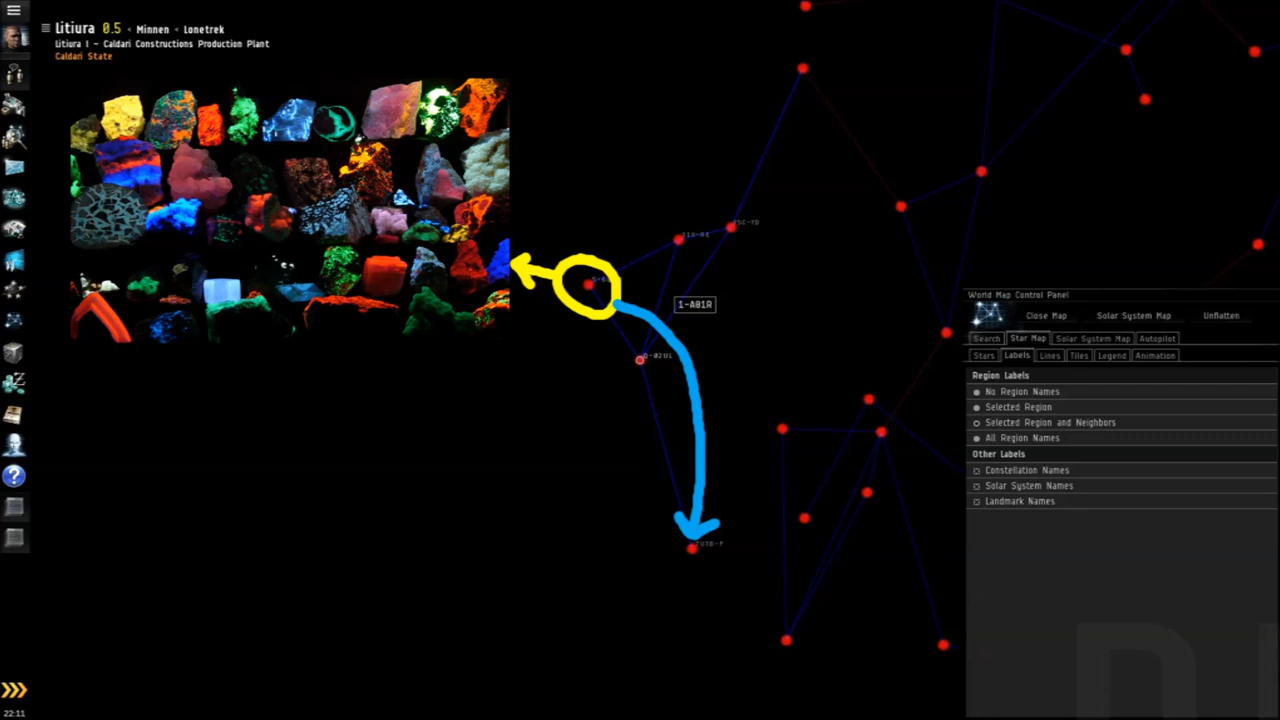 Litiura 0.5 < Minnen < Lonetrek
Litiura I - Caldari Constructions Production Plant
Caldari State
1-A81R
World Map Control Panel
Close Map Solar System Map Unflatten
Search Star Map Solar System Map Autopilot
Stars Labels Lines Tiles Legend Animation
Region Labels
No Region Names
Selected Region
Selected Region and Neighbors
All Region Names
Other Labels
Constellation Names
Solar System Names
Landmark Names
22:11